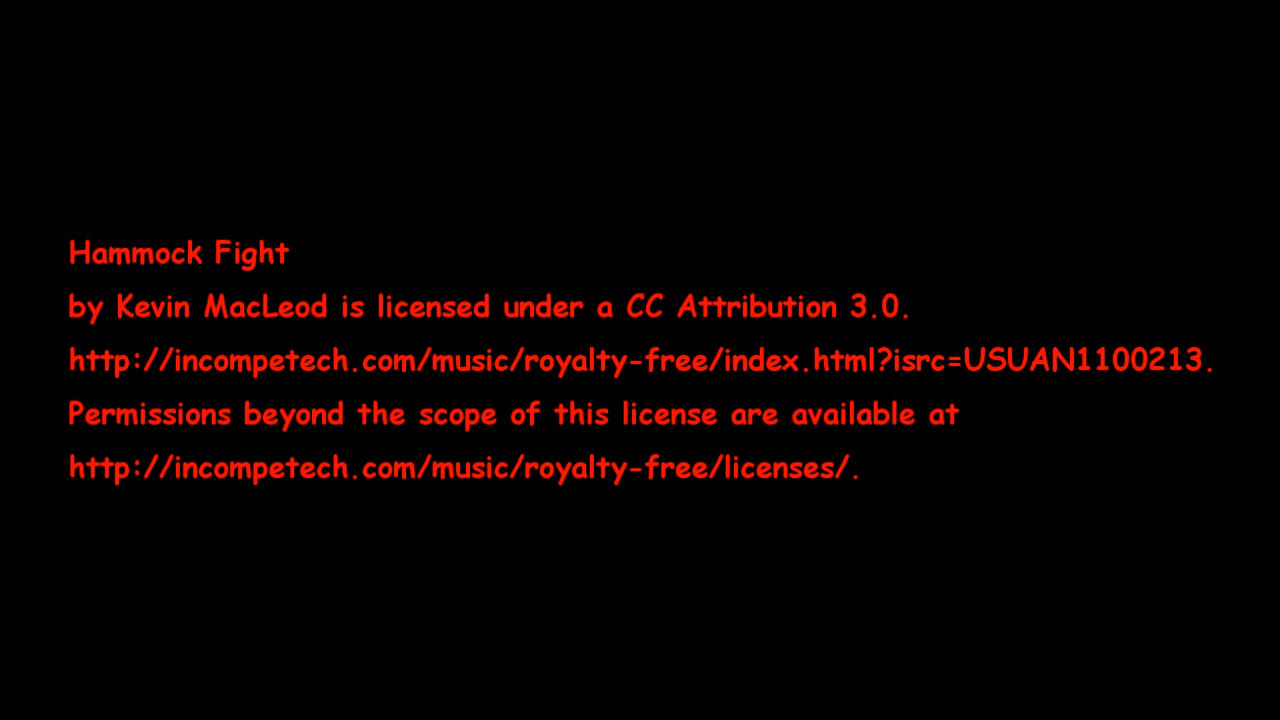 Hammock Fight
by Kevin MacLeod is licensed under a CC Attribution 3.0.
http://incompetech.com/music/royalty-free/index.html?isrc=USUAN1100213.
Permissions beyond the scope of this license are available at
http://incompetech.com/music/royalty-free/licenses/.